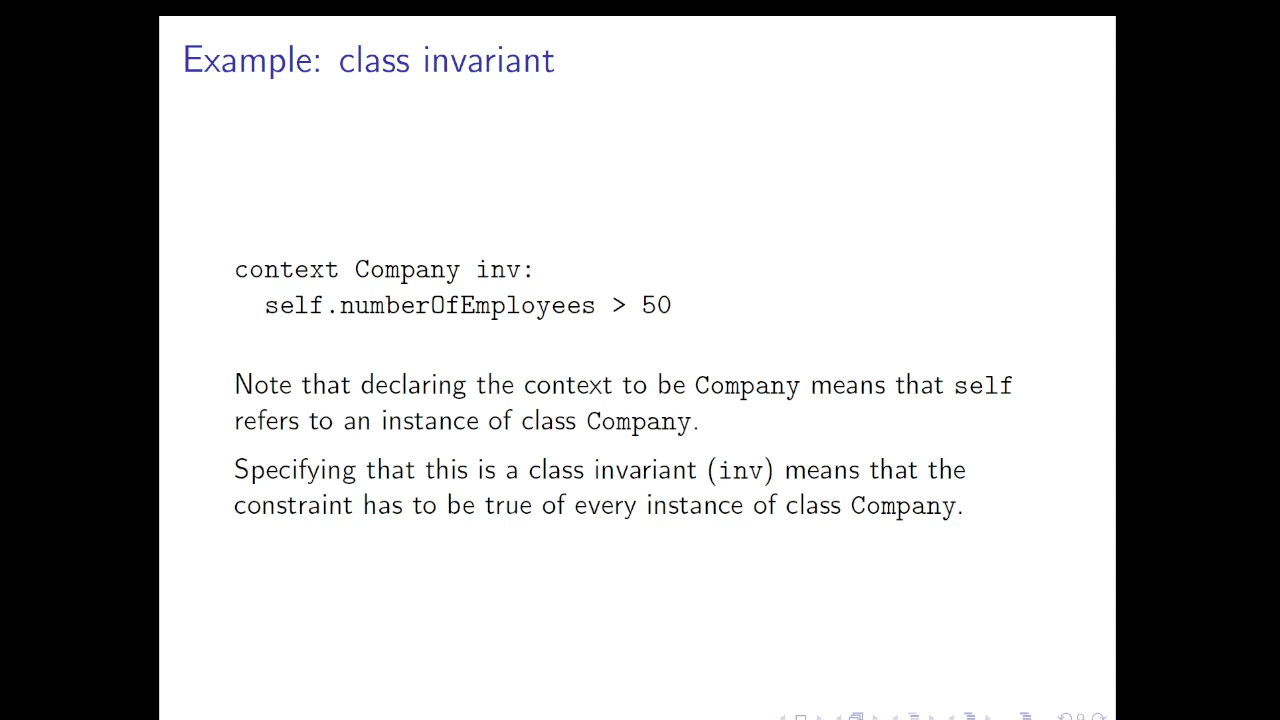 Example: class invariant
context Company inv:
  self.numberOfEmployees > 50
Note that declaring the context to be Company means that self
refers to an instance of class Company.
Specifying that this is a class invariant (inv) means that the
constraint has to be true of every instance of class Company.